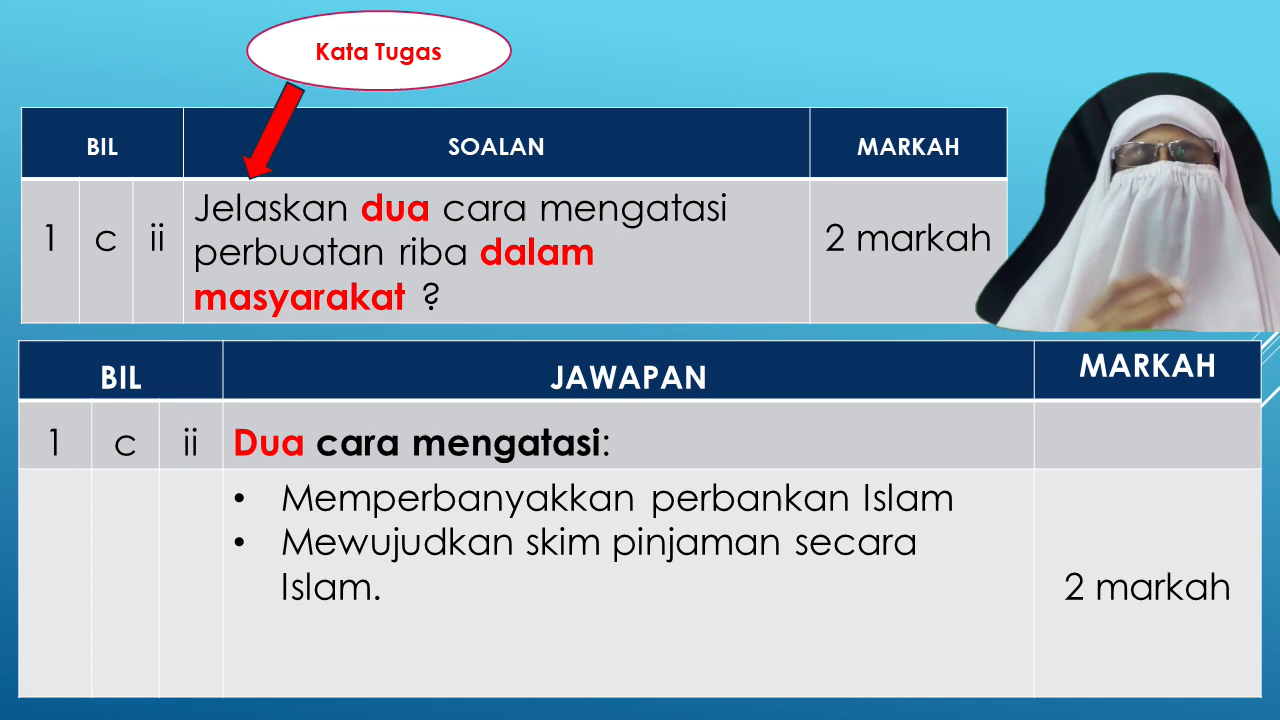 Kata Tugas
BIL SOALAN MARKAH
1 c ii Jelaskan dua cara mengatasi
perbuatan riba dalam
masyarakat ?
2 markah
BIL JAWAPAN MARKAH
1 c ii Dua cara mengatasi:
• Memperbanyakkan perbankan Islam
• Mewujudkan skim pinjaman secara
Islam.
2 markah